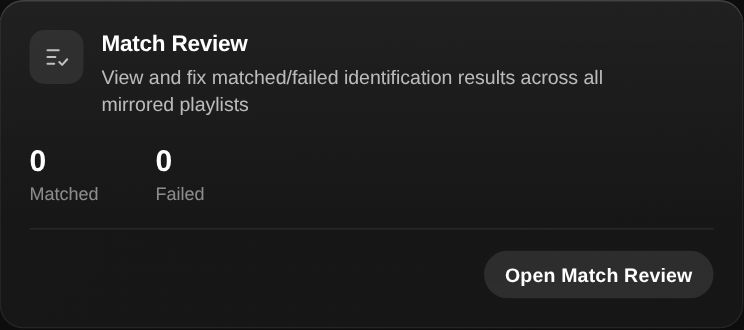 Match Review
View and fix matched/failed identification results across all
mirrored playlists
0 0
Matched Failed
Open Match Review